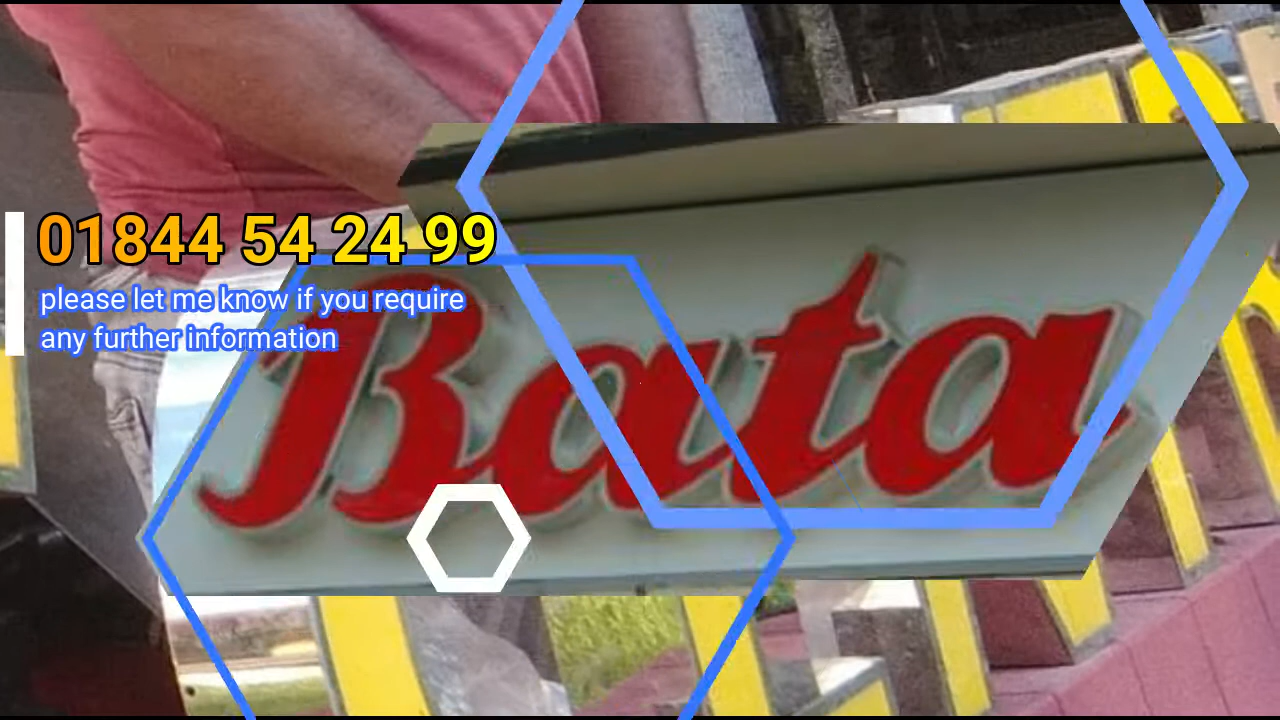 01844 54 24 99
please let me know if you require
any further information
Bata